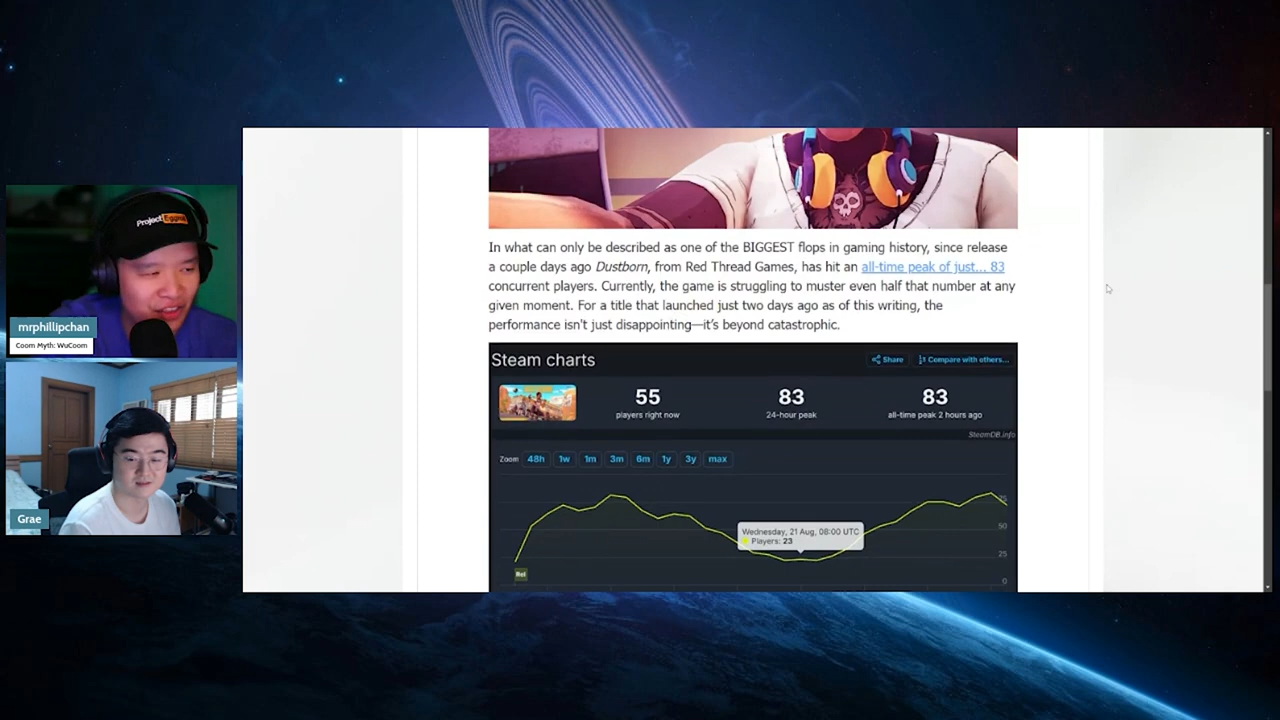 Project Egging
mrphillipchan
Coom Myth: WuCoom
Grae
In what can only be described as one of the BIGGEST flops in gaming history, since release
a couple days ago Dustborn, from Red Thread Games, has hit an all-time peak of just... 83
concurrent players. Currently, the game is struggling to muster even half that number at any
given moment. For a title that launched just two days ago as of this writing, the
performance isn't just disappointing—it's beyond catastrophic.
Steam charts
Share
Compare with others...
55
players right now
83
24-hour peak
83
all-time peak 2 hours ago
SteamDB.info
Zoom 48h 1w 1m 3m 6m 1y 3y max
75
Wednesday, 21 Aug, 08:00 UTC
Players: 23
50
25
Rel
0